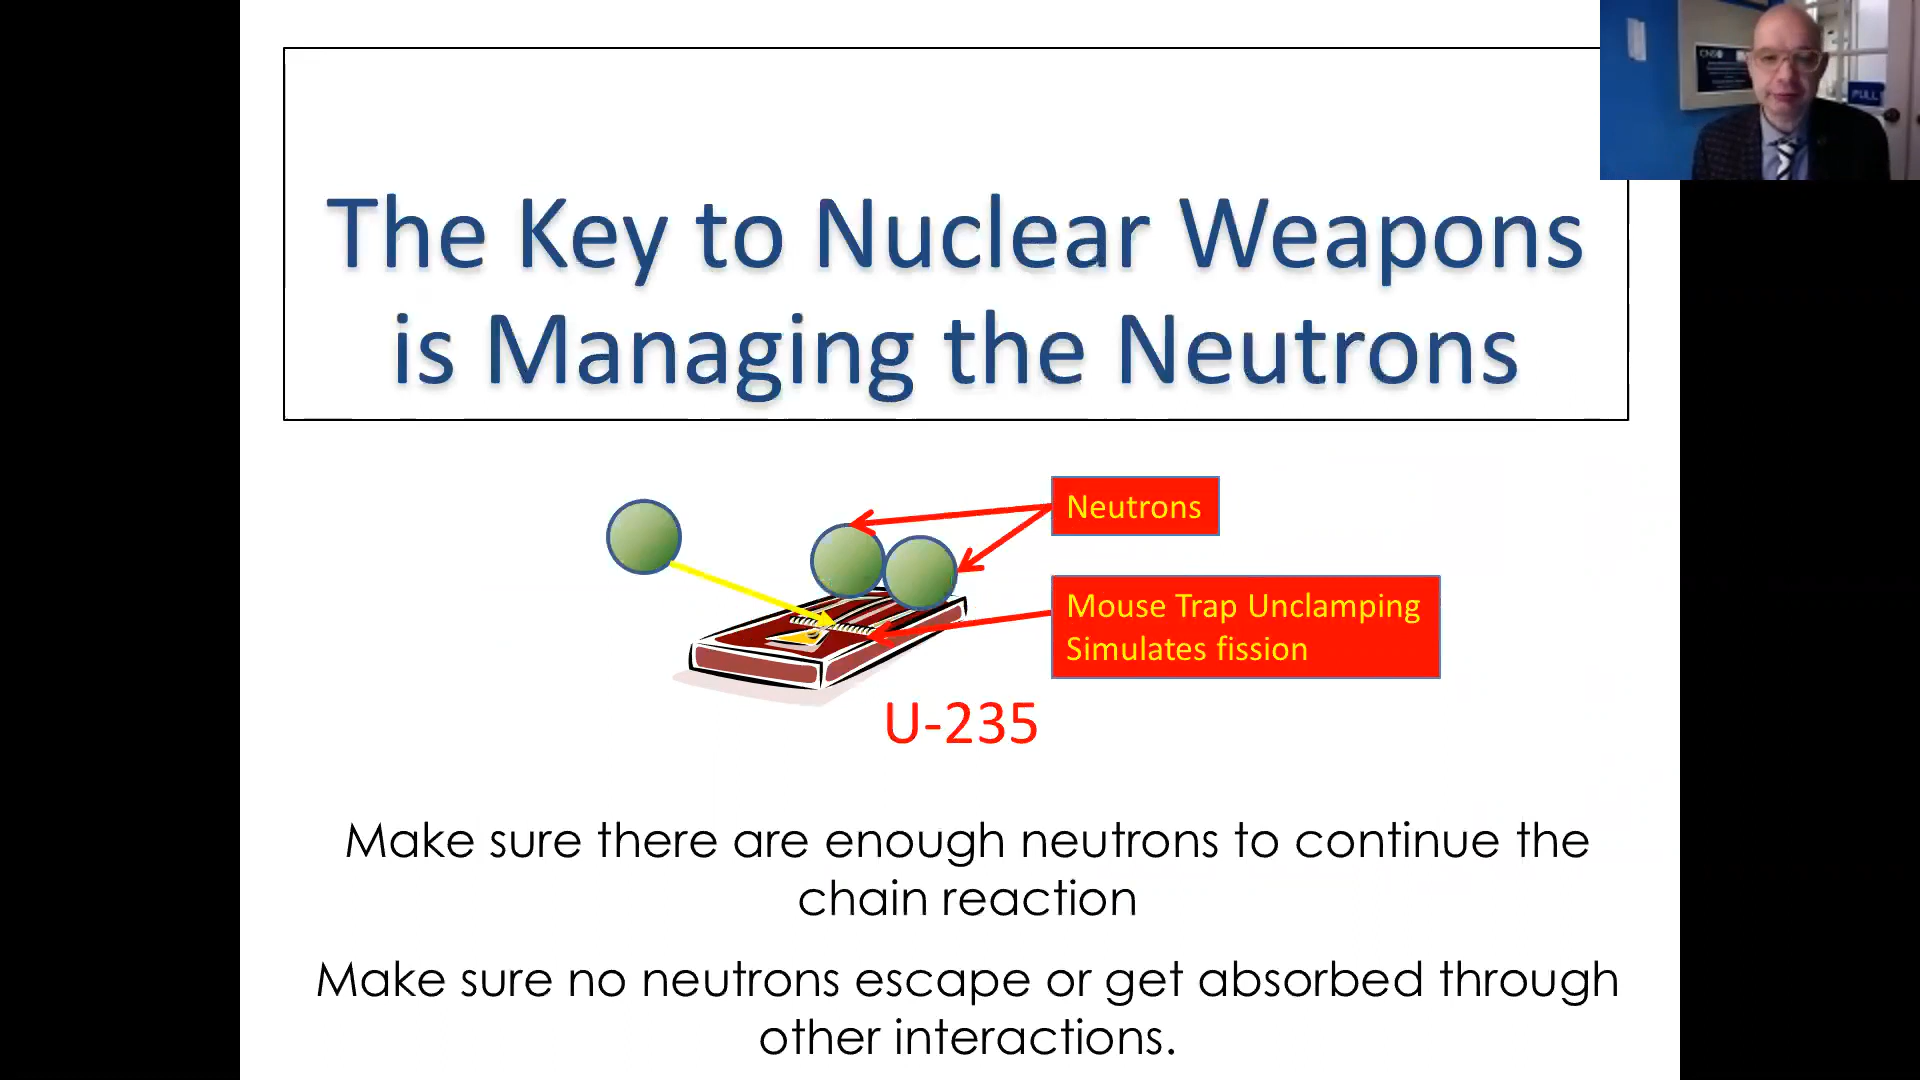 The Key to Nuclear Weapons
is Managing the Neutrons
Neutrons
Mouse Trap Unclamping
Simulates fission
U-235
Make sure there are enough neutrons to continue the
chain reaction
Make sure no neutrons escape or get absorbed through
other interactions.
CNS
PULL